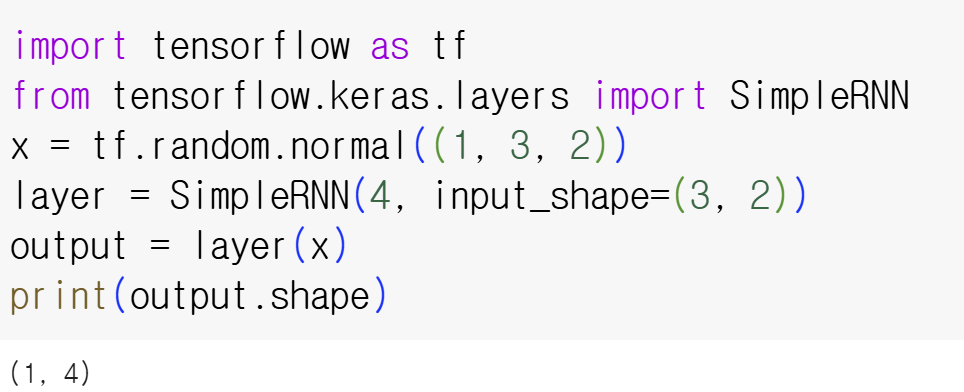 import tensorflow as tf
from tensorflow.keras.layers import SimpleRNN
x = tf.random.normal((1, 3, 2))
layer = SimpleRNN(4, input_shape=(3, 2))
output = layer(x)
print(output.shape)
(1, 4)